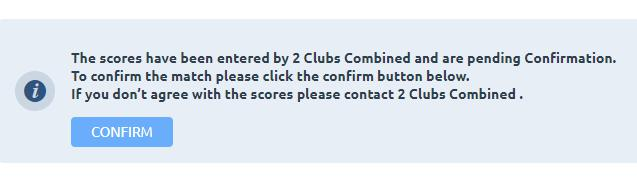 The scores have been entered by 2 Clubs Combined and are pending Confirmation.
To confirm the match please click the confirm button below.
If you don't agree with the scores please contact 2 Clubs Combined .
CONFIRM